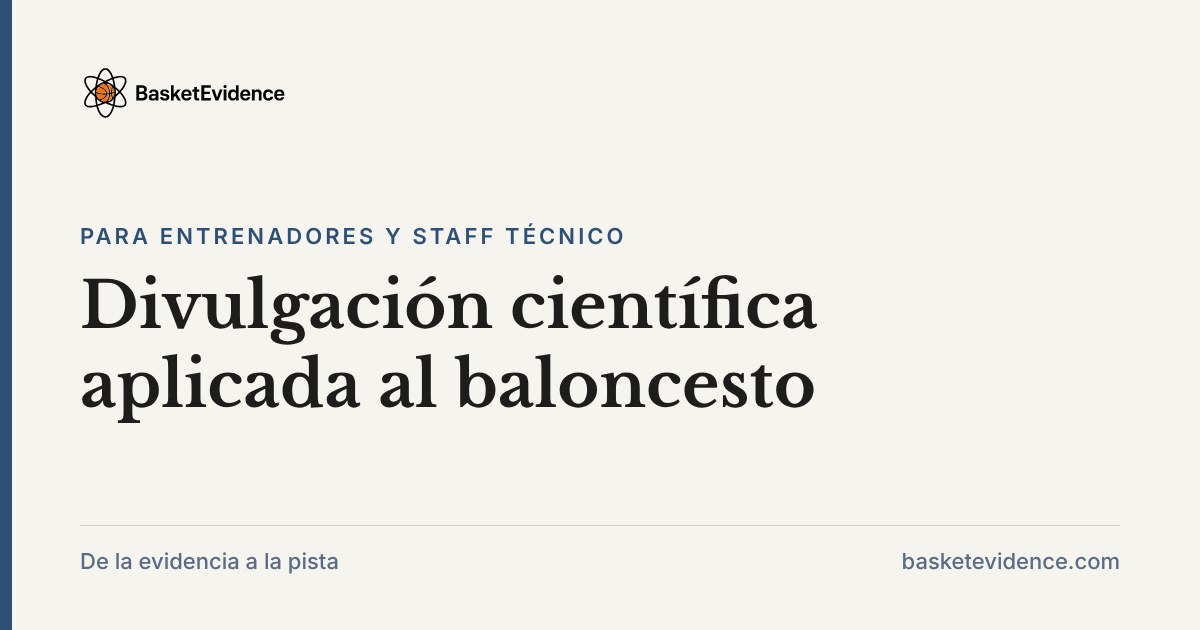 BasketEvidence
PARA ENTRENADORES Y STAFF TÉCNICO
Divulgación científica
aplicada al baloncesto
De la evidencia a la pista
basketevidence.com